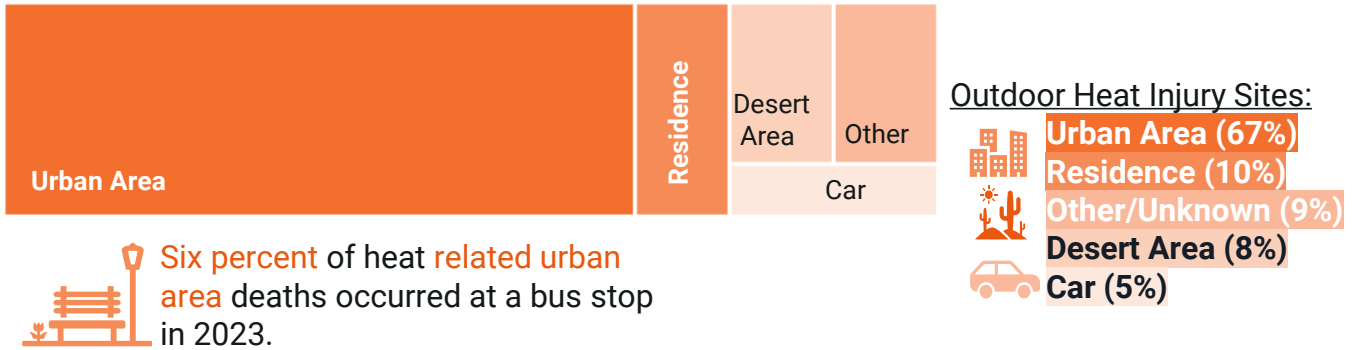 Urban Area
Residence
Desert
Area
Other
Car
Outdoor Heat Injury Sites:
Urban Area (67%)
Residence (10%)
Other/Unknown (9%)
Desert Area (8%)
Car (5%)
Six percent of heat related urban
area deaths occurred at a bus stop
in 2023.